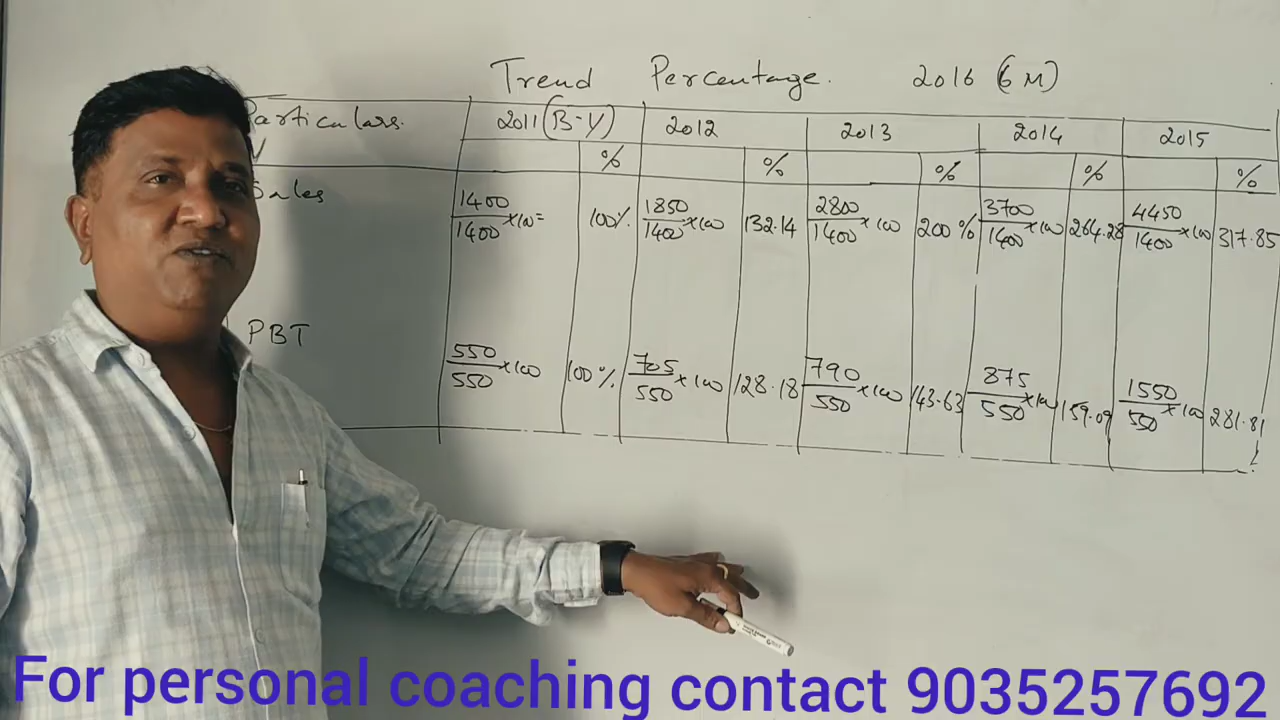 Trend Percentage. 2016 (6 M)
Particulars. 2011 (B-Y) 2012 2013 2014 2015
% % % % %
Sales 1400/1400 ×100= 100% 1850/1400 ×100 132.14 2800/1400 ×100 200% 3700/1400 ×100 264.28 4450/1400 ×100 317.85
PBT
550/550 ×100 100% 705/550 ×100 128.18 790/550 ×100 143.63 875/550 ×100 159.09 1550/550 ×100 281.81
For personal coaching contact 9035257692